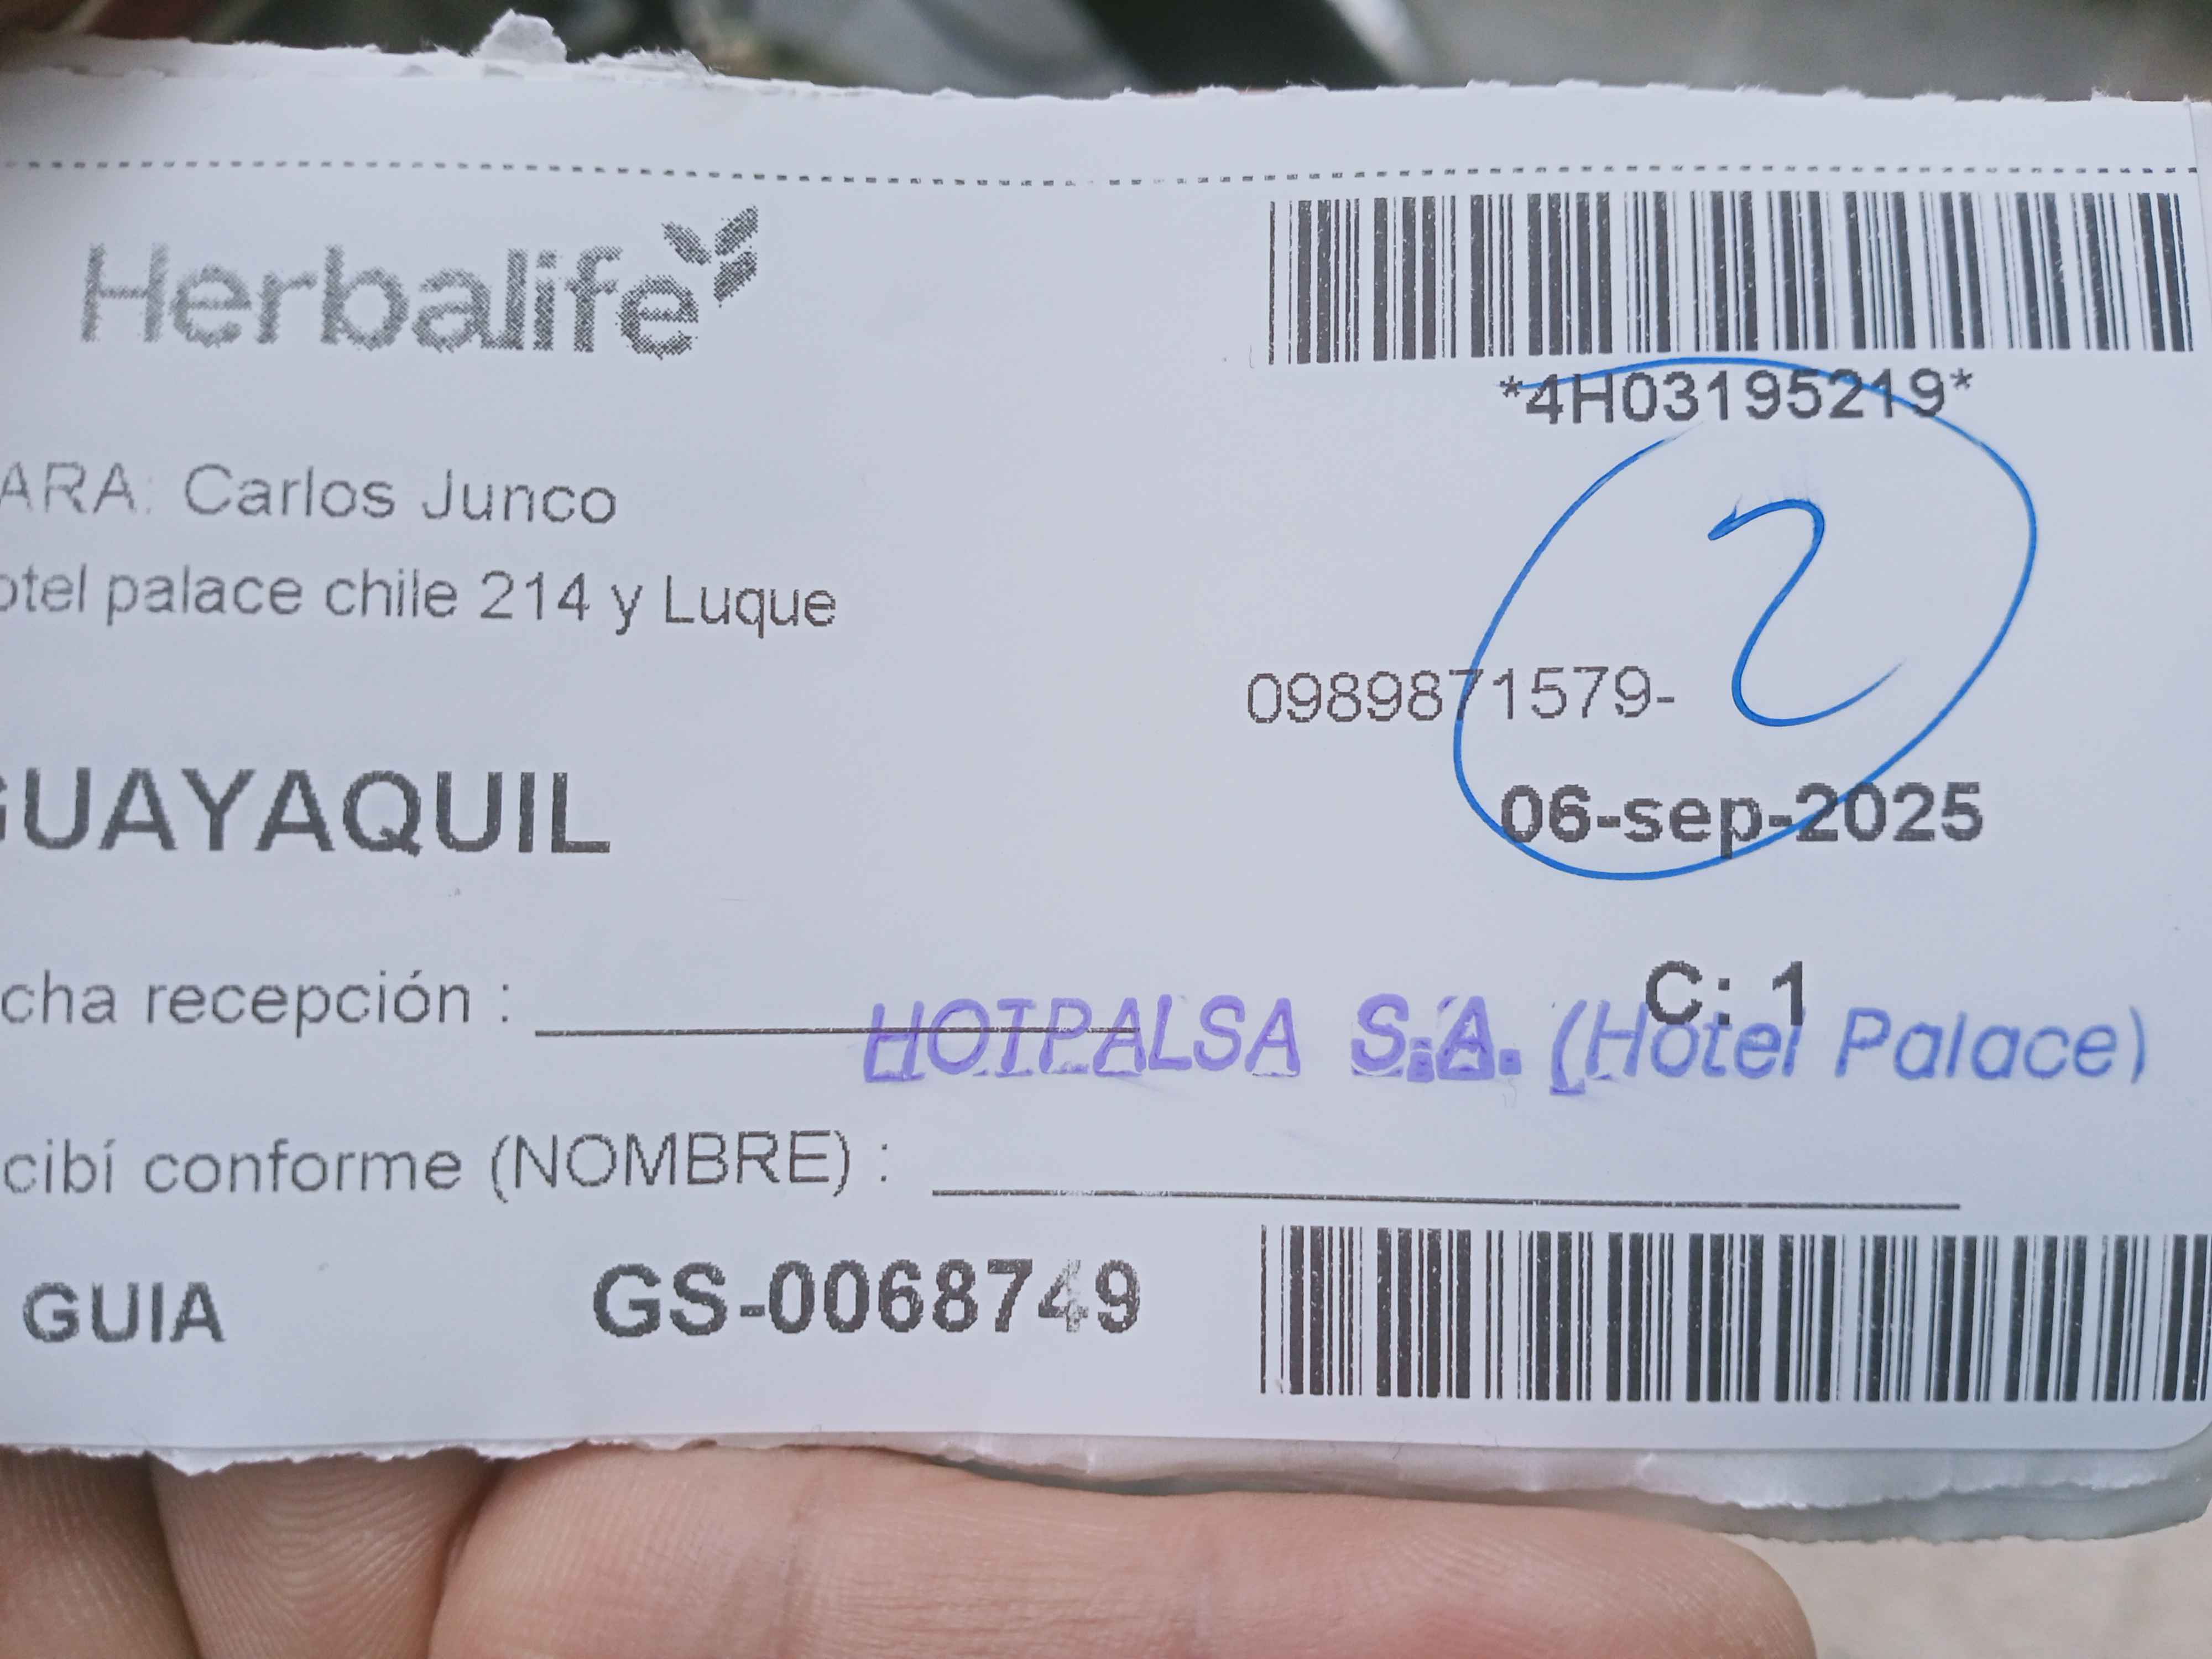 Herbalife
*4H03195219*
ARA: Carlos Junco
otel palace chile 214 y Luque
2
0989871579-
GUAYAQUIL
06-sep-2025
C: 1
cha recepción :
HOTPALSA S.A. (Hotel Palace)
cibí conforme (NOMBRE) :
GUIA GS-0068749